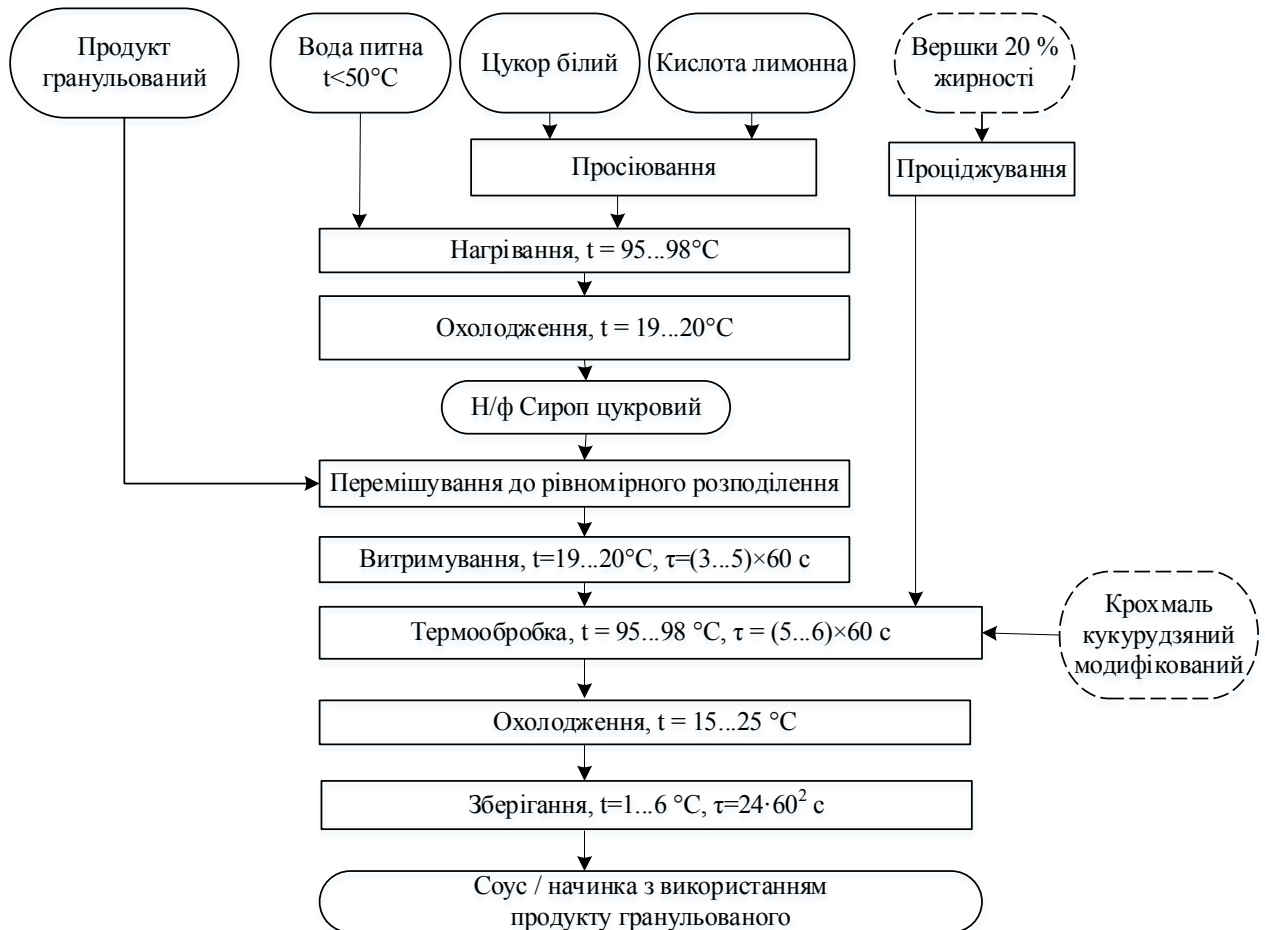 Продукт
гранульований
Вода питна
t<50°C
Цукор білий
Кислота лимонна
Вершки 20 %
жирності
Просіювання
Проціджування
Нагрівання, t = 95...98°C
Охолодження, t = 19...20°C
Н/ф Сироп цукровий
Перемішування до рівномірного розподілення
Витримування, t=19...20°C, τ=(3...5)×60 с
Термообробка, t = 95...98 °C, τ = (5...6)×60 с
Крохмаль
кукурудзяний
модифікований
Охолодження, t = 15...25 °C
Зберігання, t=1...6 °C, τ=24·60² с
Соус / начинка з використанням
продукту гранульованого